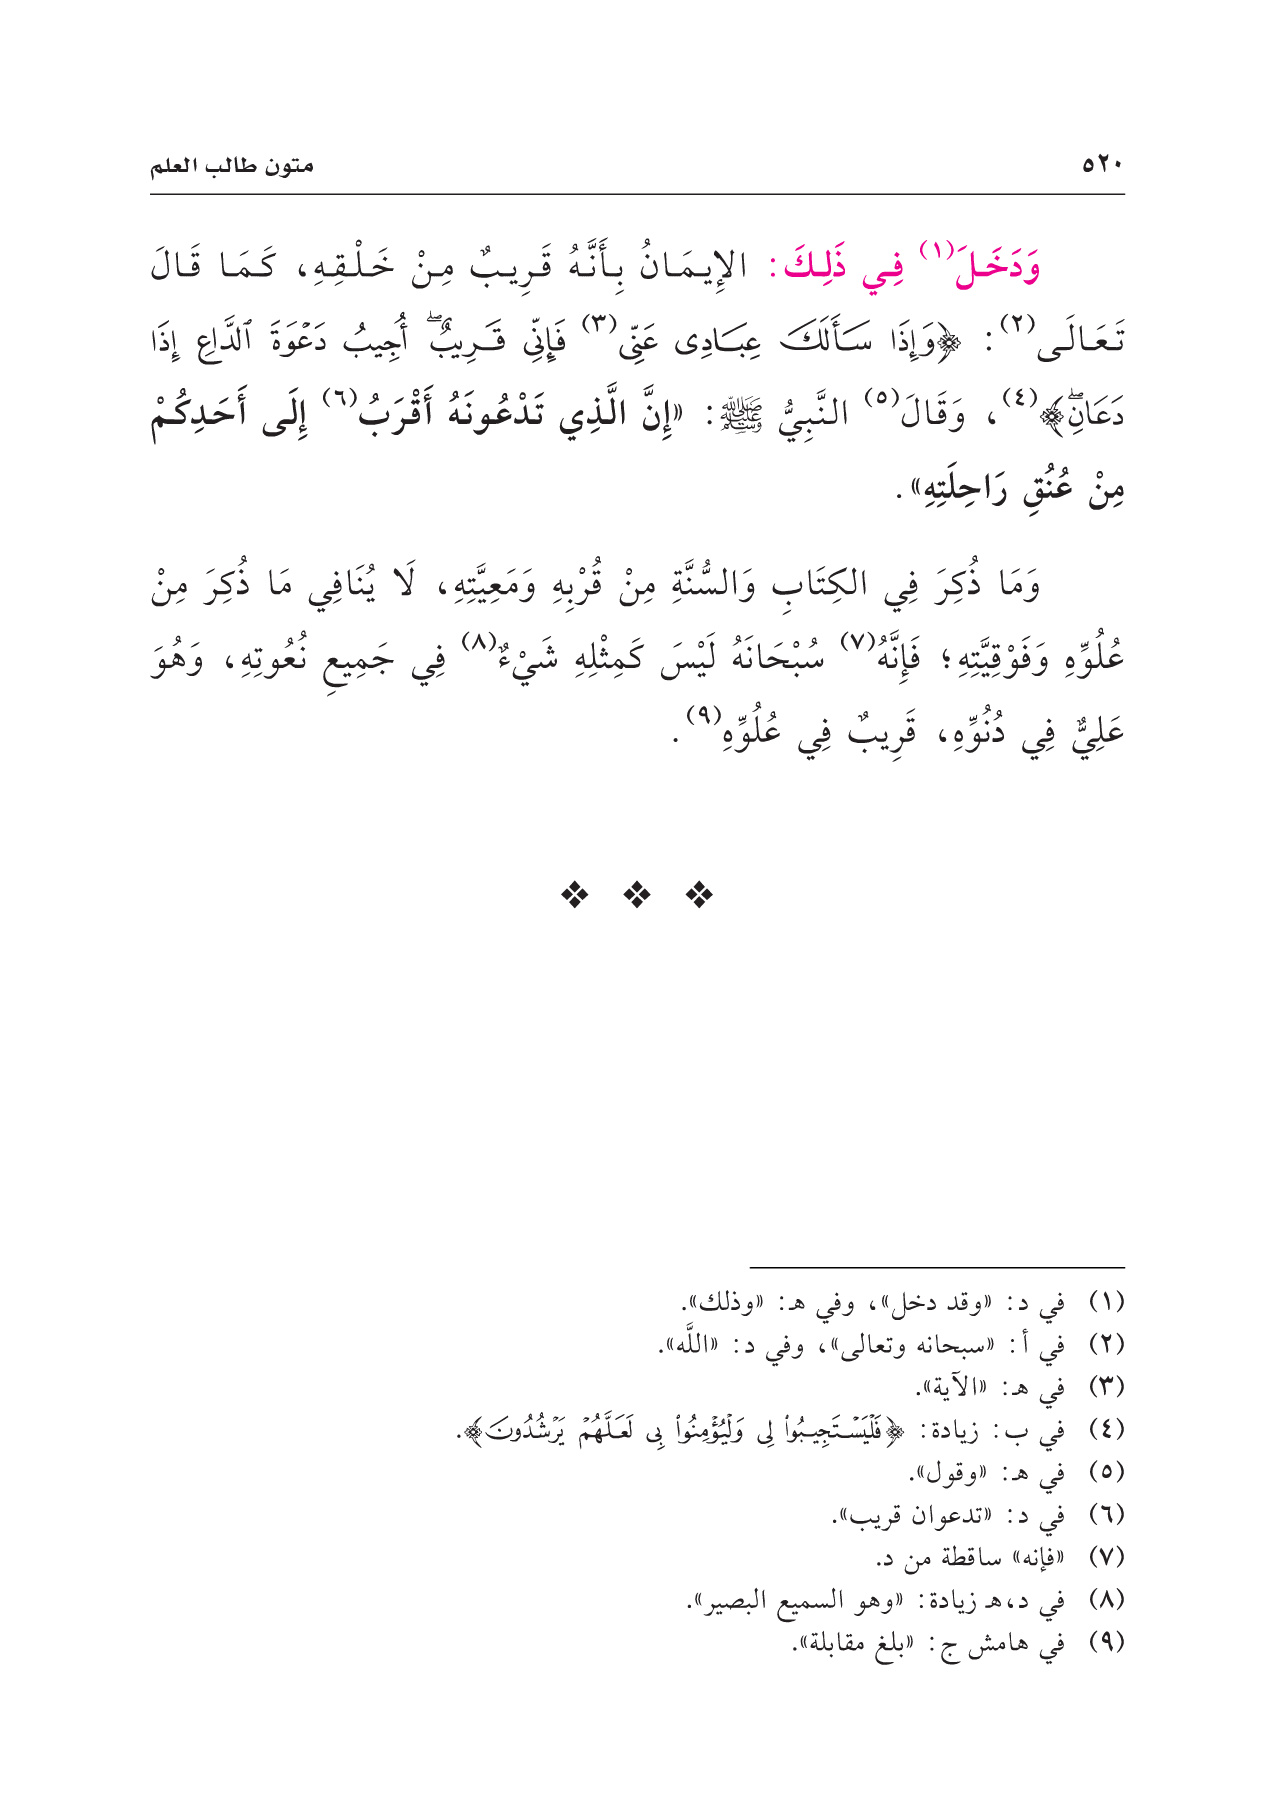 ٥٢٠
متون طالب العلم
وَدَخَلَ(١) فِي ذَلِكَ: الإِيمَانُ بِأَنَّهُ قَرِيبٌ مِنْ خَلْقِهِ، كَمَا قَالَ
تَعَالَى(٢): ﴿وَإِذَا سَأَلَكَ عِبَادِى عَنِّى(٣) فَإِنِّى قَرِيبٌۖ أُجِيبُ دَعْوَةَ ٱلدَّاعِ إِذَا
دَعَانِۖ﴾(٤)، وَقَالَ(٥) النَّبِيُّ ﷺ: «إِنَّ الَّذِي تَدْعُونَهُ أَقْرَبُ(٦) إِلَى أَحَدِكُمْ
مِنْ عُنُقِ رَاحِلَتِهِ».
وَمَا ذُكِرَ فِي الكِتَابِ وَالسُّنَّةِ مِنْ قُرْبِهِ وَمَعِيَّتِهِ، لَا يُنَافِي مَا ذُكِرَ مِنْ
عُلُوِّهِ وَفَوْقِيَّتِهِ؛ فَإِنَّهُ(٧) سُبْحَانَهُ لَيْسَ كَمِثْلِهِ شَيْءٌ(٨) فِي جَمِيعِ نُعُوتِهِ، وَهُوَ
عَلِيٌّ فِي دُنُوِّهِ، قَرِيبٌ فِي عُلُوِّهِ(٩).
(١) في د: «وقد دخل»، وفي هـ: «وذلك».
(٢) في أ: «سبحانه وتعالى»، وفي د: «اللَّه».
(٣) في هـ: «الآية».
(٤) في ب: زيادة: ﴿فَلْيَسْتَجِيبُوا۟ لِى وَلْيُؤْمِنُوا۟ بِى لَعَلَّهُمْ يَرْشُدُونَ﴾.
(٥) في هـ: «وقول».
(٦) في د: «تدعوان قريب».
(٧) «فإنه» ساقطة من د.
(٨) في د،هـ زيادة: «وهو السميع البصير».
(٩) في هامش ج: «بلغ مقابلة».